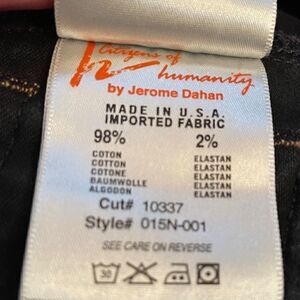 Citizens of
humanity
by Jerome Dahan
MADE IN U.S.A.
IMPORTED FABRIC
98% 2%
COTON ELASTAN
COTTON ELASTAN
COTONE ELASTAN
BAUMWOLLE ELASTAN
ALGODON ELASTAN
Cut# 10337
Style# 015N-001
SEE CARE ON REVERSE
30